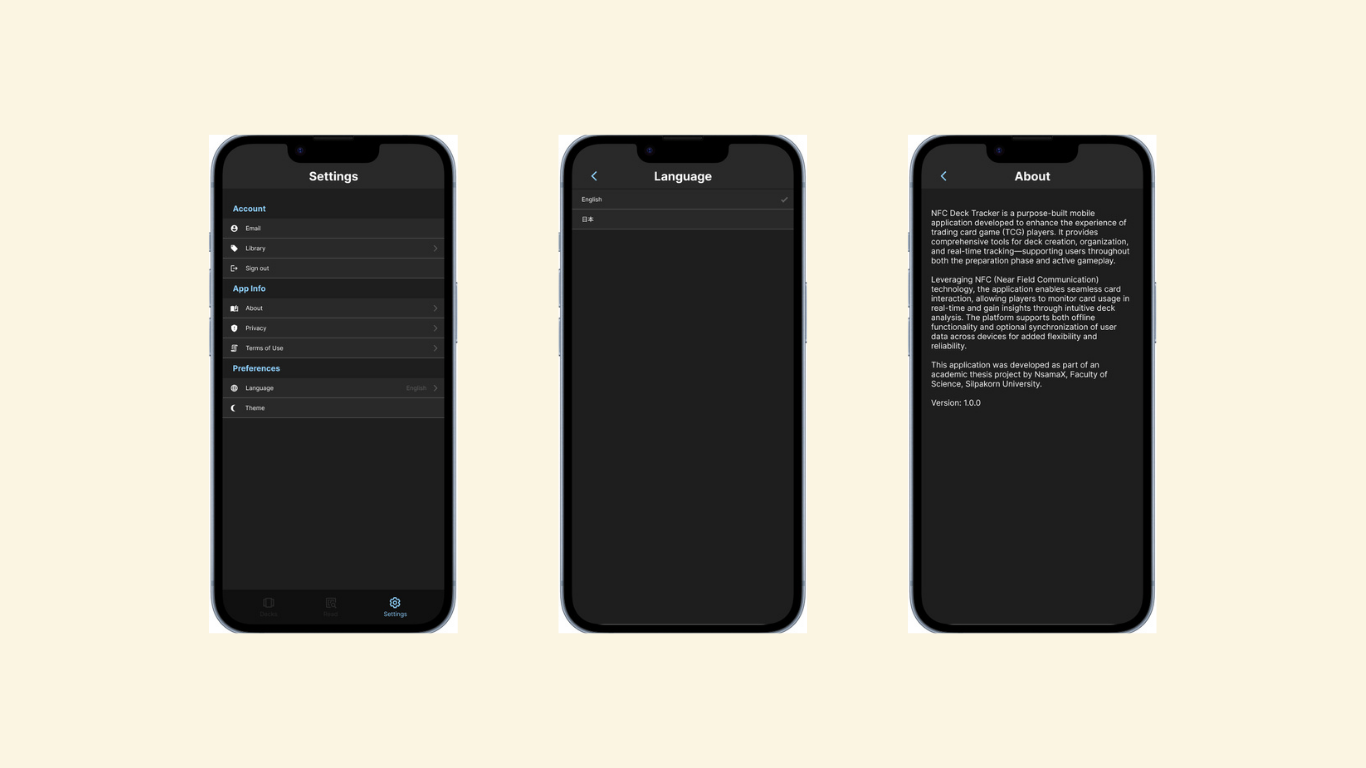 Settings
Account
Email
Library
Sign out
App Info
About
Privacy
Terms of Use
Preferences
Language English
Theme
Settings
Language
English
日本
About
NFC Deck Tracker is a purpose-built mobile
application developed to enhance the experience of
trading card game (TCG) players. It provides
comprehensive tools for deck creation, organization,
and real-time tracking—supporting users throughout
both the preparation phase and active gameplay.
Leveraging NFC (Near Field Communication)
technology, the application enables seamless card
interaction, allowing players to monitor card usage in
real-time and gain insights through intuitive deck
analysis. The platform supports both offline
functionality and optional synchronization of user
data across devices for added flexibility and
reliability.
This application was developed as part of an
academic thesis project by NsamaX, Faculty of
Science, Silpakorn University.
Version: 1.0.0